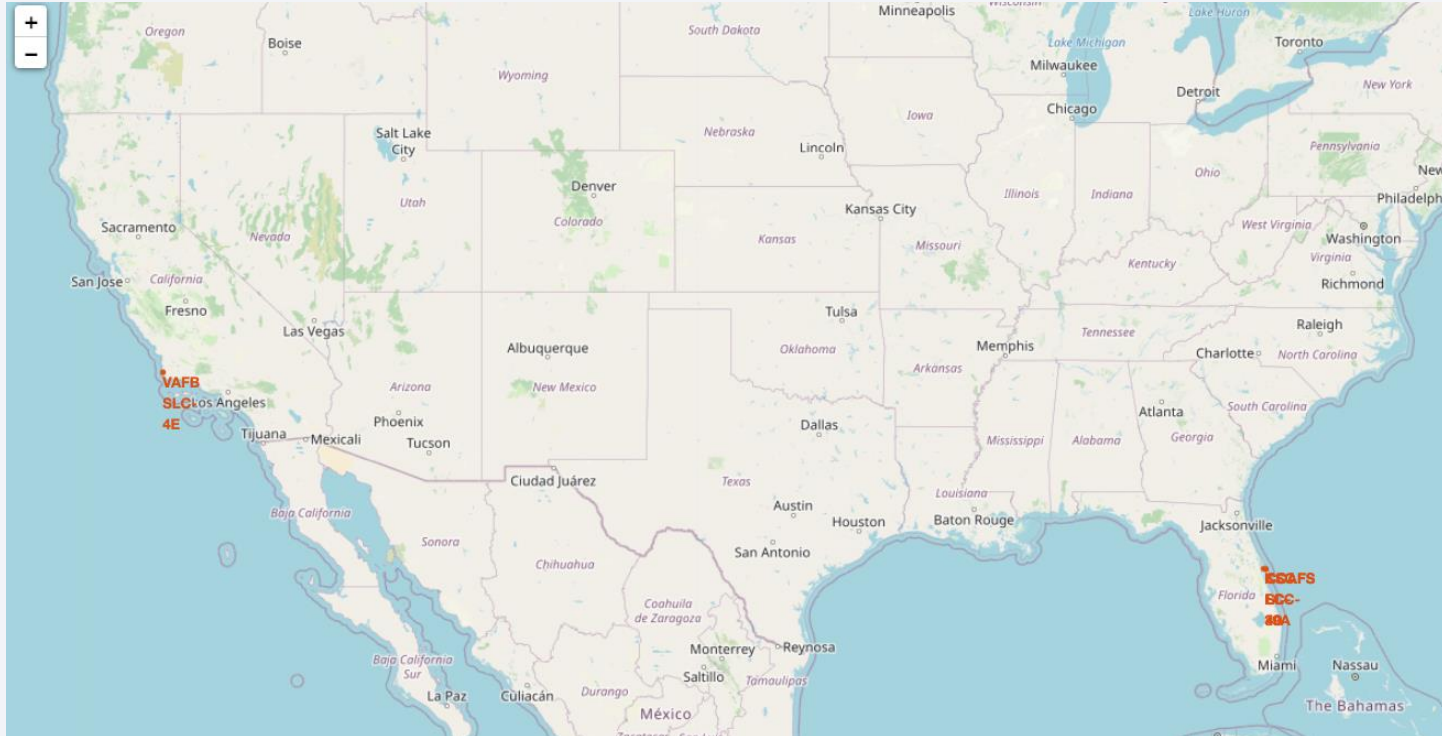 +
−
Oregon
Boise
Wyoming
South Dakota
Minneapolis
Wisconsin
Lake Michigan
Lake Huron
Toronto
Milwaukee
Detroit
New York
Chicago
Salt Lake
City
Nebraska
Iowa
Lincoln
Pennsylvania
New
Philadelph
Denver
Utah
Colorado
Illinois
Indiana
Ohio
Kansas City
Sacramento
Nevada
Kansas
Missouri
West Virginia
Washington
Virginia
Kentucky
San Jose
California
Richmond
Fresno
Las Vegas
Tulsa
Raleigh
Tennessee
Albuquerque
Oklahoma
Memphis
Charlotte
North Carolina
Arkansas
VAFB
SLC-
4E
Los Angeles
Arizona
New Mexico
South Carolina
Atlanta
Phoenix
Dallas
Tijuana
Mexicali
Tucson
Mississippi
Alabama
Georgia
Ciudad Juárez
Texas
Louisiana
Austin
Baja California
Houston
Baton Rouge
Jacksonville
Sonora
San Antonio
Chihuahua
Florida
Coahuila
de Zaragoza
Monterrey
Reynosa
Baja California
Sur
Saltillo
Tamaulipas
Miami
Nassau
La Paz
Culiacán
Durango
México
The Bahamas